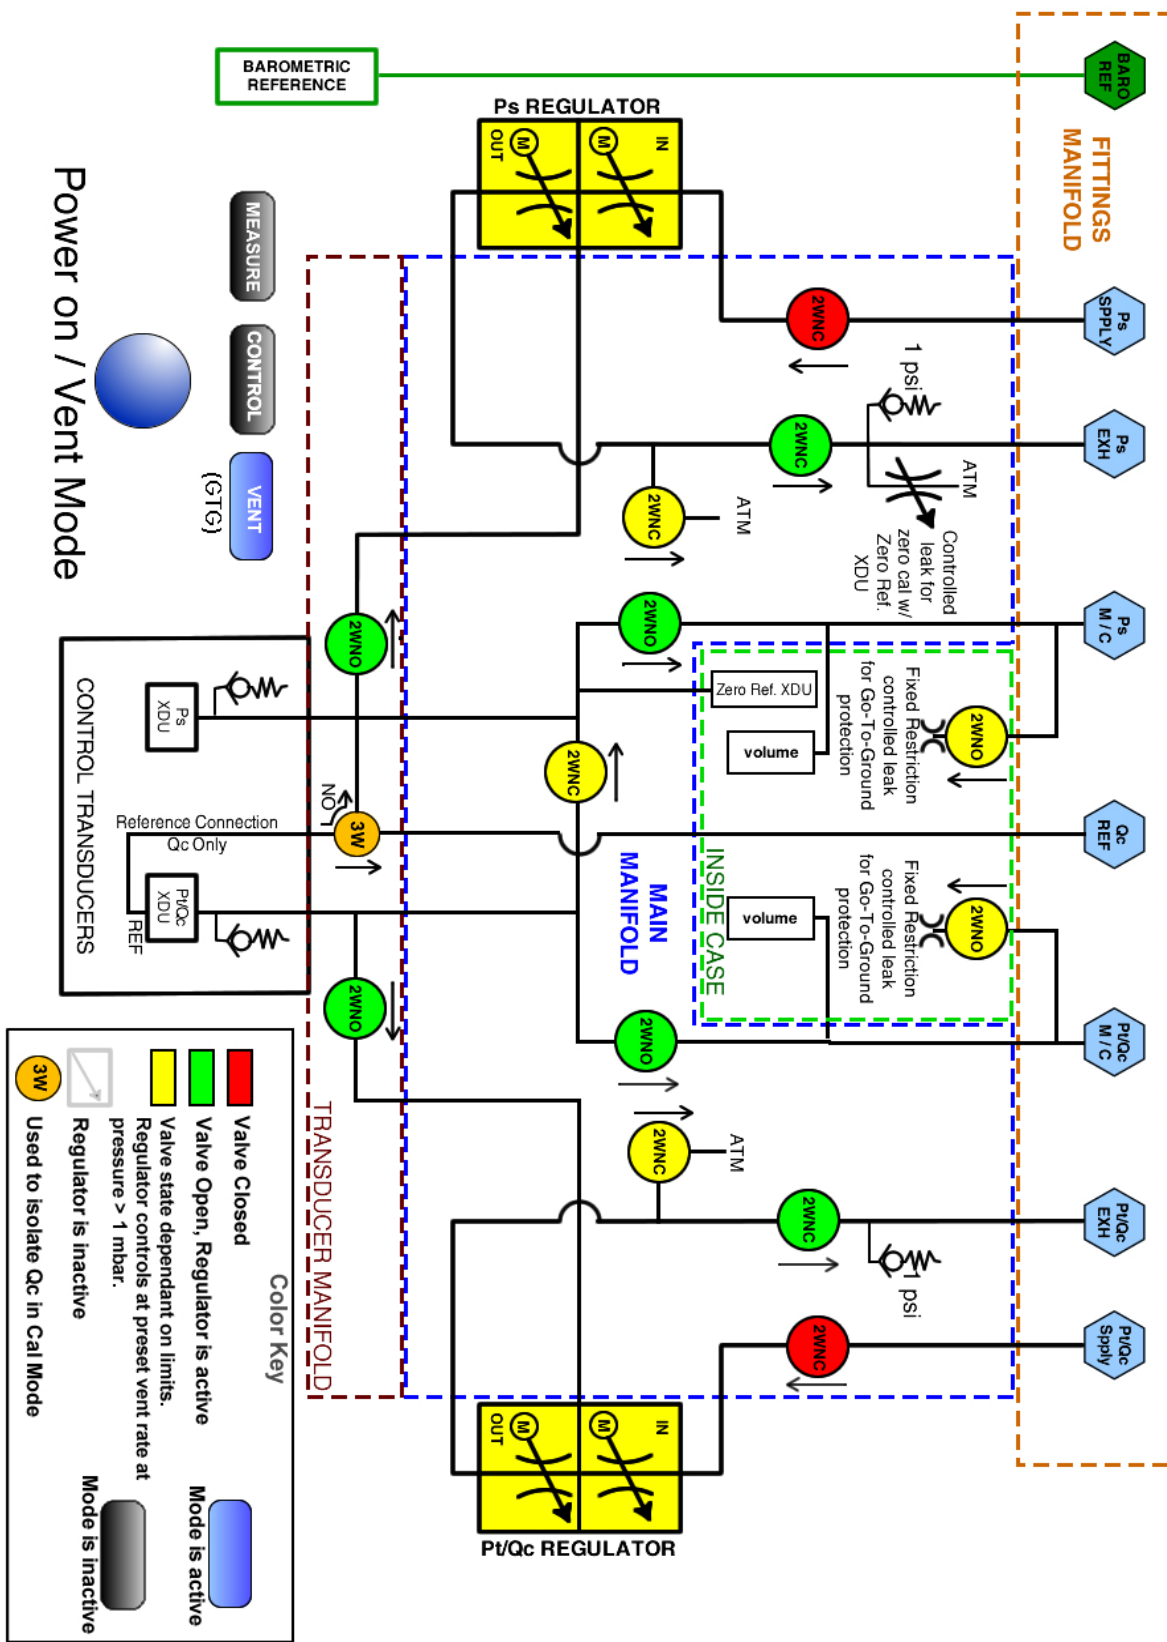 BARO
REF
FITTINGS
MANIFOLD
BAROMETRIC
REFERENCE
Ps REGULATOR
IN
M
OUT
M
Ps
SPPLY
2WNC
1 psi
Ps
EXH
2WNC
ATM
2WNC
ATM
Controlled
leak for
zero cal w/
Zero Ref.
XDU
MEASURE
CONTROL
VENT
(GTG)
Power on / Vent Mode
Ps
M / C
2WNO
2WNO
Zero Ref. XDU
volume
Fixed Restriction
controlled leak
for Go-To-Ground
protection
2WNO
2WNC
CONTROL TRANSDUCERS
Ps
XDU
NO
3W
Reference Connection
Qc Only
Pt/Qc
XDU
REF
Qc
REF
MAIN
MANIFOLD
INSIDE CASE
volume
Fixed Restriction
controlled leak
for Go-To-Ground
protection
2WNO
2WNO
2WNO
Pt/Qc
M / C
TRANSDUCER MANIFOLD
2WNC
ATM
2WNC
1 psi
Pt/Qc
EXH
2WNC
Pt/Qc
Spply
IN
M
OUT
M
Pt/Qc REGULATOR
Color Key
Valve Closed
Valve Open, Regulator is active
Valve state dependant on limits.
Regulator controls at preset vent rate at
pressure > 1 mbar.
Regulator is inactive
3W
Used to isolate Qc in Cal Mode
Mode is active
Mode is inactive